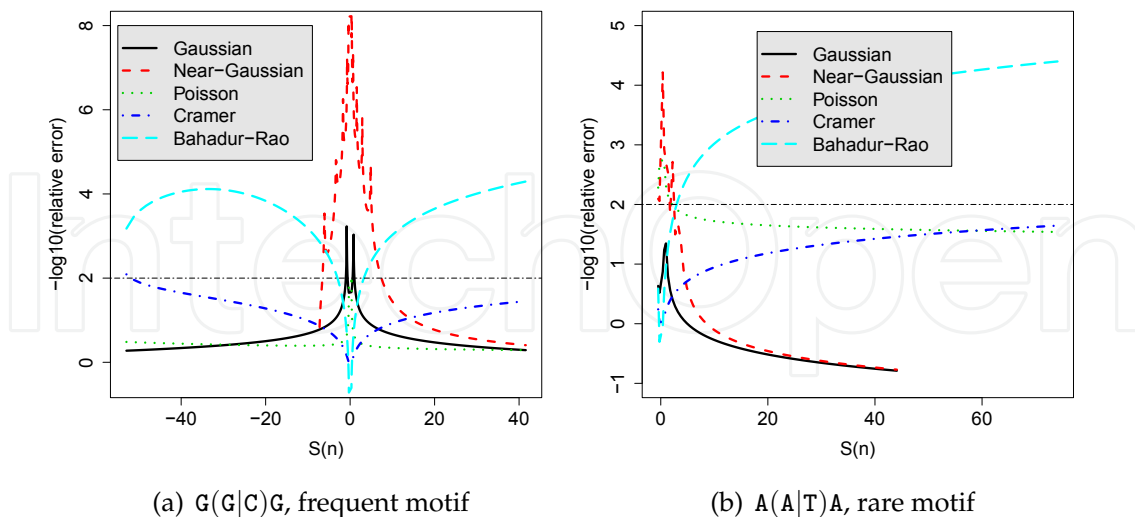 Gaussian
Near−Gaussian
Poisson
Cramer
Bahadur−Rao
−log10(relative error)
8
6
4
2
0
−40 −20 0 20 40
S(n)
(a) G(G|C)G, frequent motif
Gaussian
Near−Gaussian
Poisson
Cramer
Bahadur−Rao
−log10(relative error)
5
4
3
2
1
0
−1
0 20 40 60
S(n)
(b) A(A|T)A, rare motif
IntechOpen